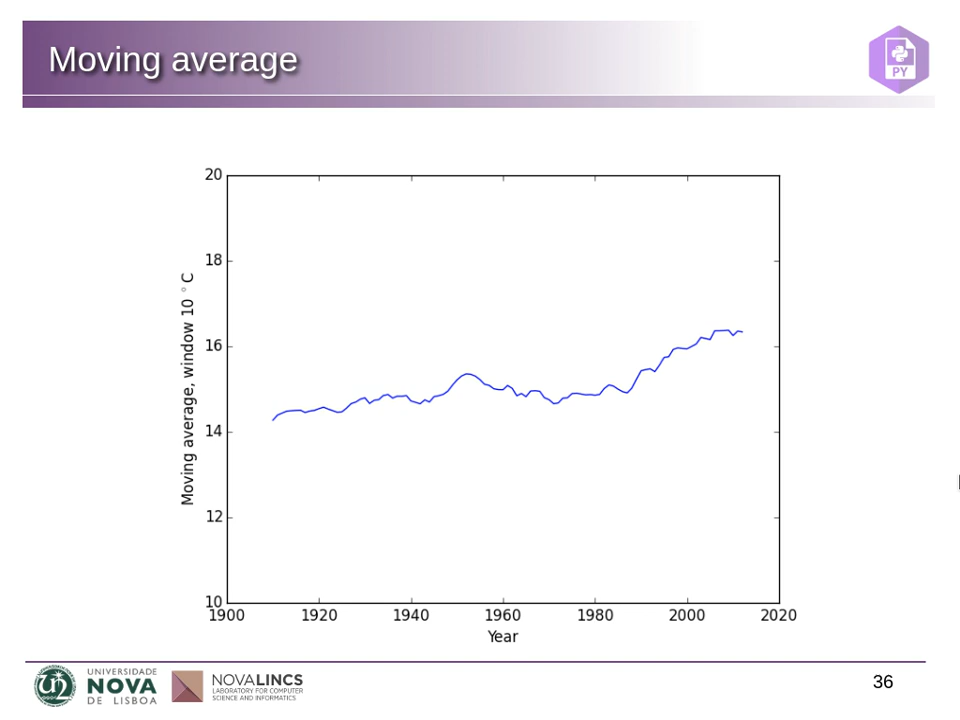 Moving average
PY
20
18
16
14
12
10
Moving average, window 10 ° C
1900 1920 1940 1960 1980 2000 2020
Year
UNIVERSIDADE
NOVA
DE LISBOA
NOVALINCS
LABORATORY FOR COMPUTER
SCIENCE AND INFORMATICS
36